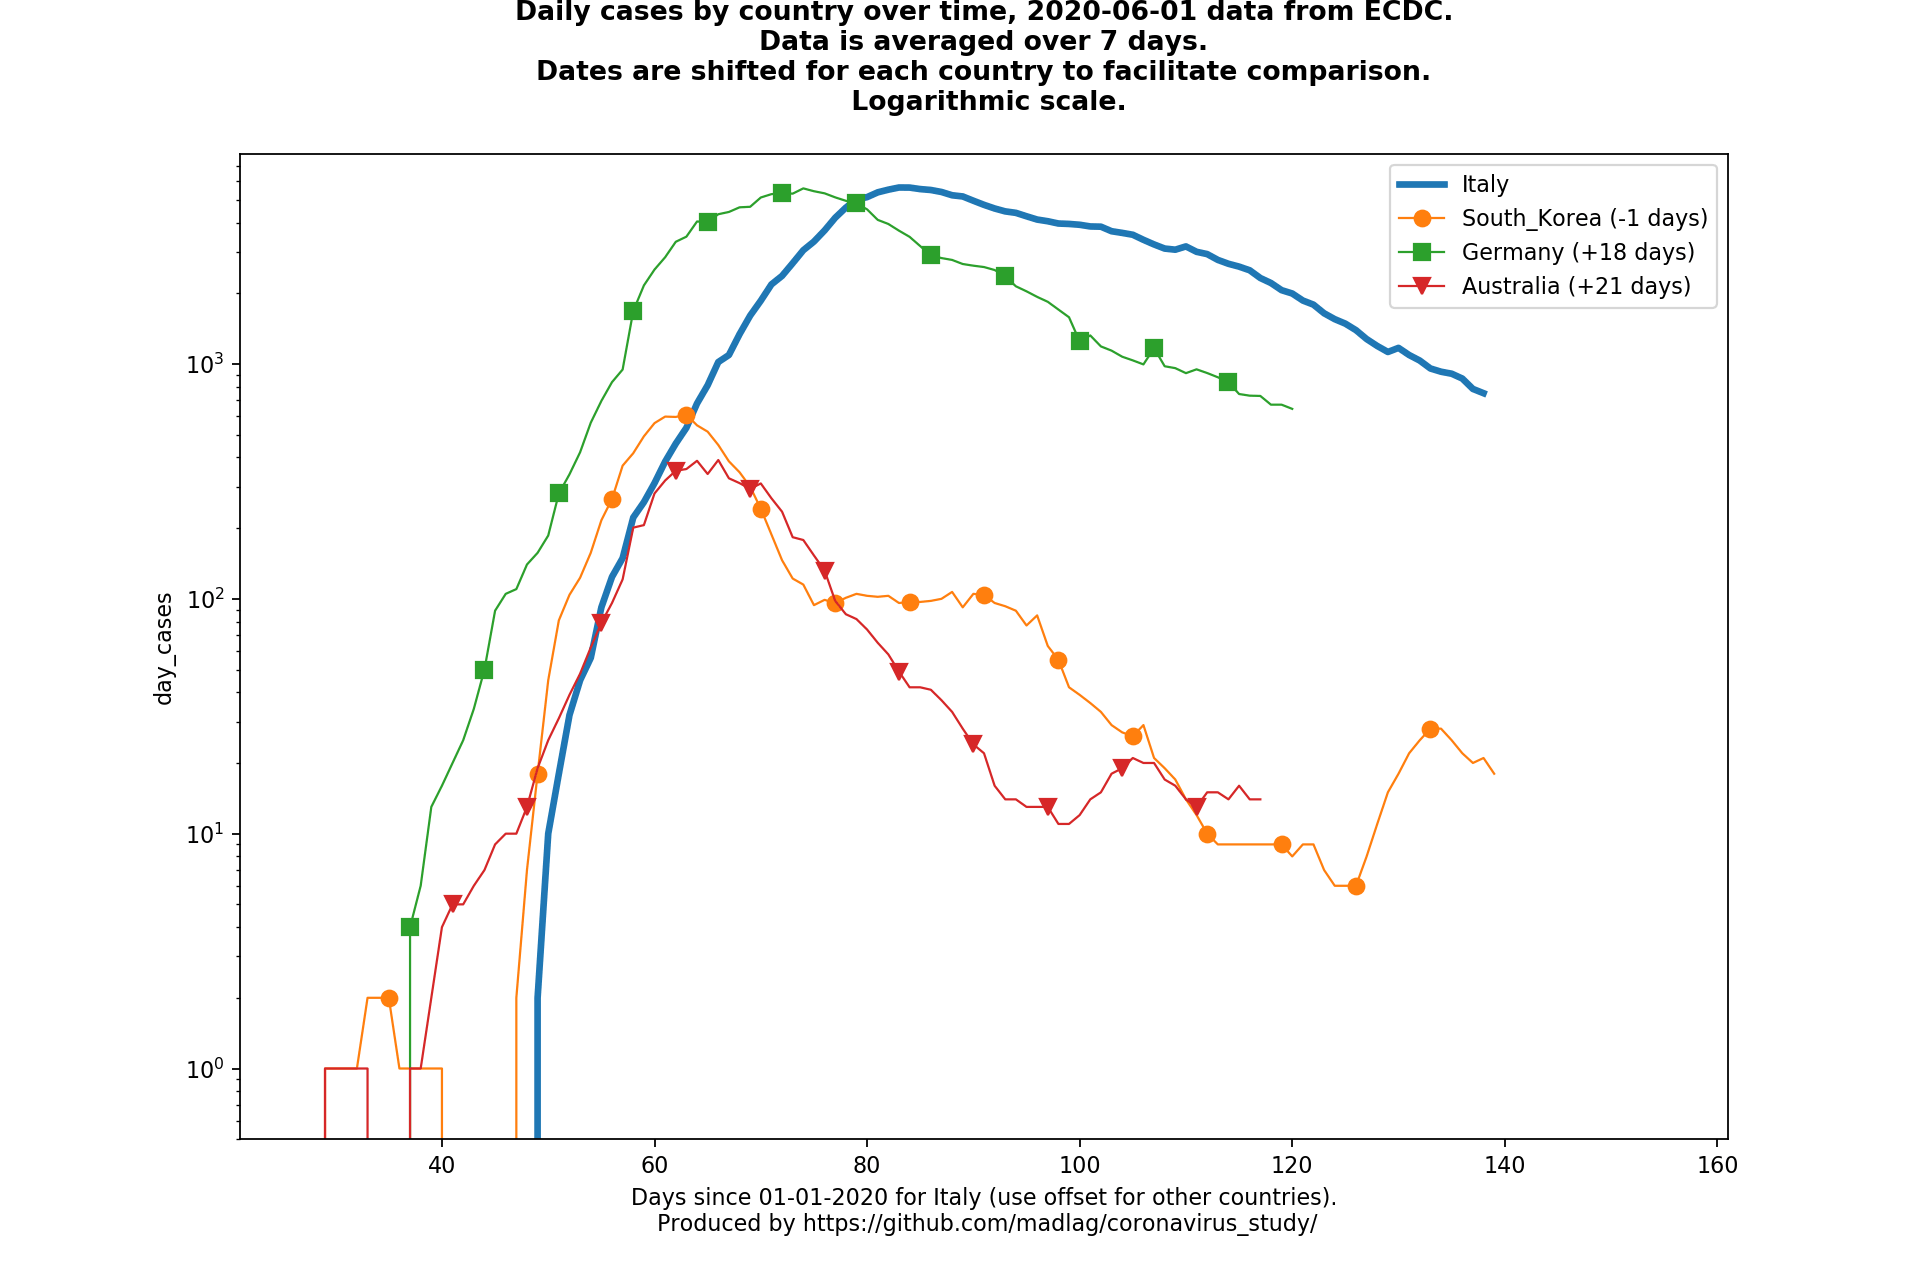 Daily cases by country over time, 2020-06-01 data from ECDC.
Data is averaged over 7 days.
Dates are shifted for each country to facilitate comparison.
Logarithmic scale.
Italy
South_Korea (-1 days)
Germany (+18 days)
Australia (+21 days)
day_cases
10³
10²
10¹
10⁰
40 60 80 100 120 140 160
Days since 01-01-2020 for Italy (use offset for other countries).
Produced by https://github.com/madlag/coronavirus_study/